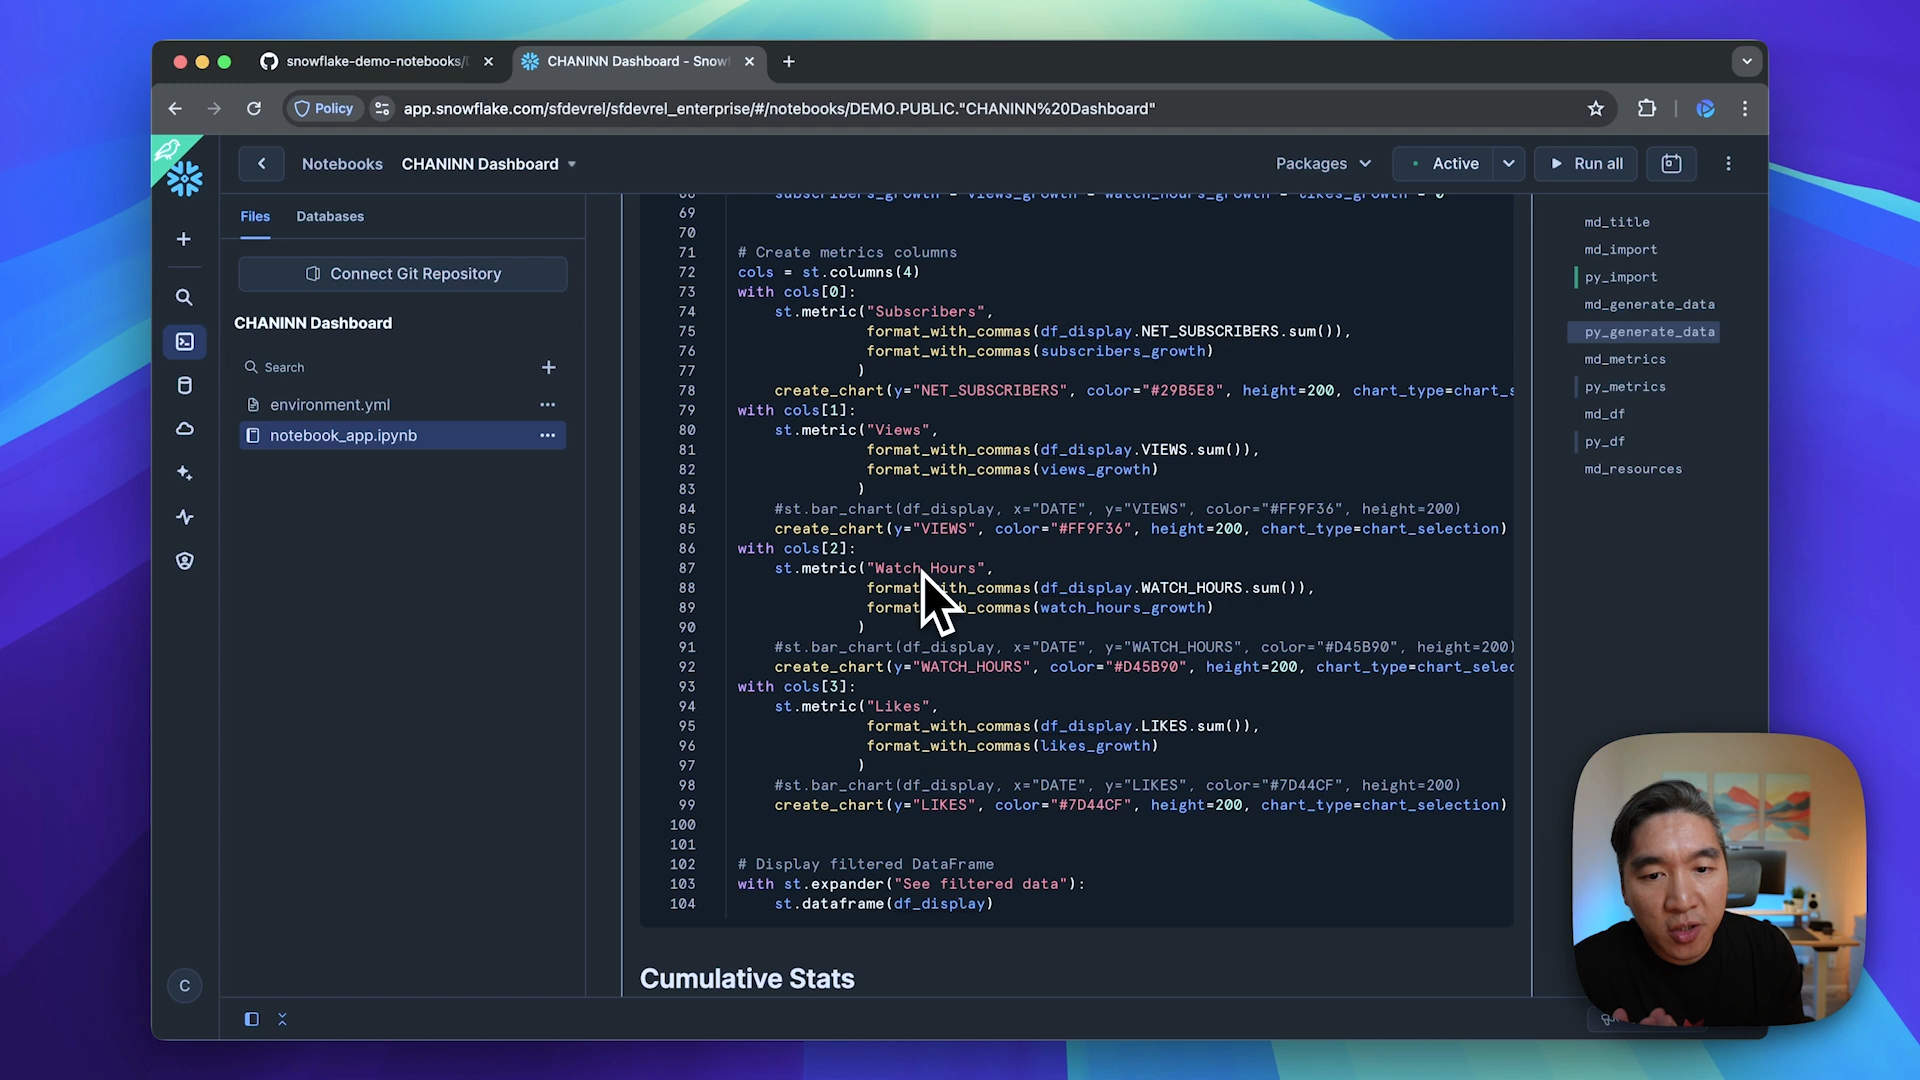 snowflake-demo-notebooks/
CHANINN Dashboard - Snowf
Policy
app.snowflake.com/sfdevrel/sfdevrel_enterprise/#/notebooks/DEMO.PUBLIC."CHANINN%20Dashboard"
Notebooks
CHANINN Dashboard
Packages
Active
Run all
Files
Databases
Connect Git Repository
CHANINN Dashboard
Search
environment.yml
notebook_app.ipynb
C
68 subscribers_growth = views_growth = watch_hours_growth = likes_growth = 0
69
70
71 # Create metrics columns
72 cols = st.columns(4)
73 with cols[0]:
74 st.metric("Subscribers",
75 format_with_commas(df_display.NET_SUBSCRIBERS.sum()),
76 format_with_commas(subscribers_growth)
77 )
78 create_chart(y="NET_SUBSCRIBERS", color="#29B5E8", height=200, chart_type=chart_s
79 with cols[1]:
80 st.metric("Views",
81 format_with_commas(df_display.VIEWS.sum()),
82 format_with_commas(views_growth)
83 )
84 #st.bar_chart(df_display, x="DATE", y="VIEWS", color="#FF9F36", height=200)
85 create_chart(y="VIEWS", color="#FF9F36", height=200, chart_type=chart_selection)
86 with cols[2]:
87 st.metric("Watch Hours",
88 format_with_commas(df_display.WATCH_HOURS.sum()),
89 format_with_commas(watch_hours_growth)
90 )
91 #st.bar_chart(df_display, x="DATE", y="WATCH_HOURS", color="#D45B90", height=200)
92 create_chart(y="WATCH_HOURS", color="#D45B90", height=200, chart_type=chart_selec
93 with cols[3]:
94 st.metric("Likes",
95 format_with_commas(df_display.LIKES.sum()),
96 format_with_commas(likes_growth)
97 )
98 #st.bar_chart(df_display, x="DATE", y="LIKES", color="#7D44CF", height=200)
99 create_chart(y="LIKES", color="#7D44CF", height=200, chart_type=chart_selection)
100
101
102 # Display filtered DataFrame
103 with st.expander("See filtered data"):
104 st.dataframe(df_display)
Cumulative Stats
md_title
md_import
py_import
md_generate_data
py_generate_data
md_metrics
py_metrics
md_df
py_df
md_resources